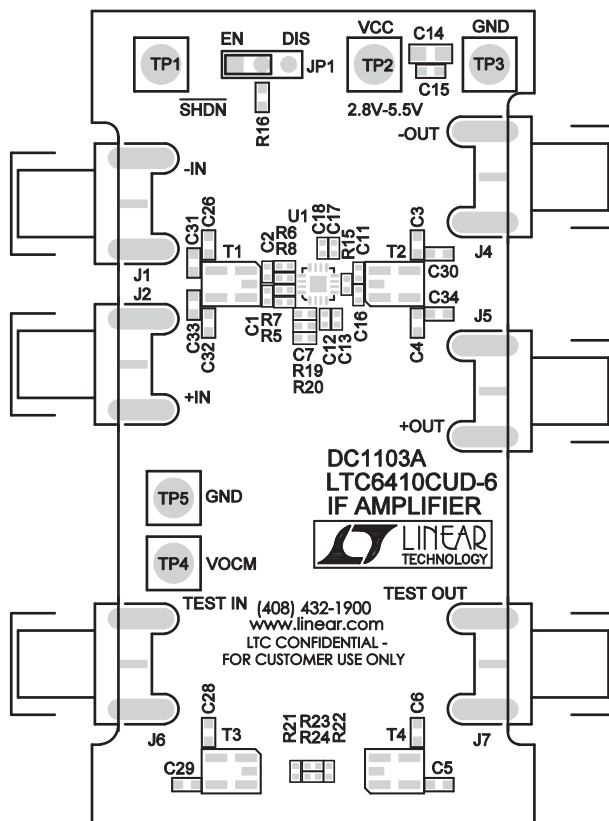 EN DIS
VCC
C14
GND
TP1
JP1
TP2
TP3
C15
SHDN
R16
2.8V-5.5V
-OUT
-IN
C31
C26
T1
C2
R6
R8
U1
C18
C17
R15
C11
T2
C3
C30
J1
J2
J4
C34
J5
C33
C32
C1
R7
R5
C7
R19
R20
C12
C13
C16
C4
+IN
+OUT
DC1103A
LTC6410CUD-6
IF AMPLIFIER
TP5 GND
LINEAR
TECHNOLOGY
TP4 VOCM
TEST IN
TEST OUT
(408) 432-1900
www.linear.com
LTC CONFIDENTIAL -
FOR CUSTOMER USE ONLY
J6
C28
T3
R21
R23
R24
R22
T4
C6
J7
C29
C5